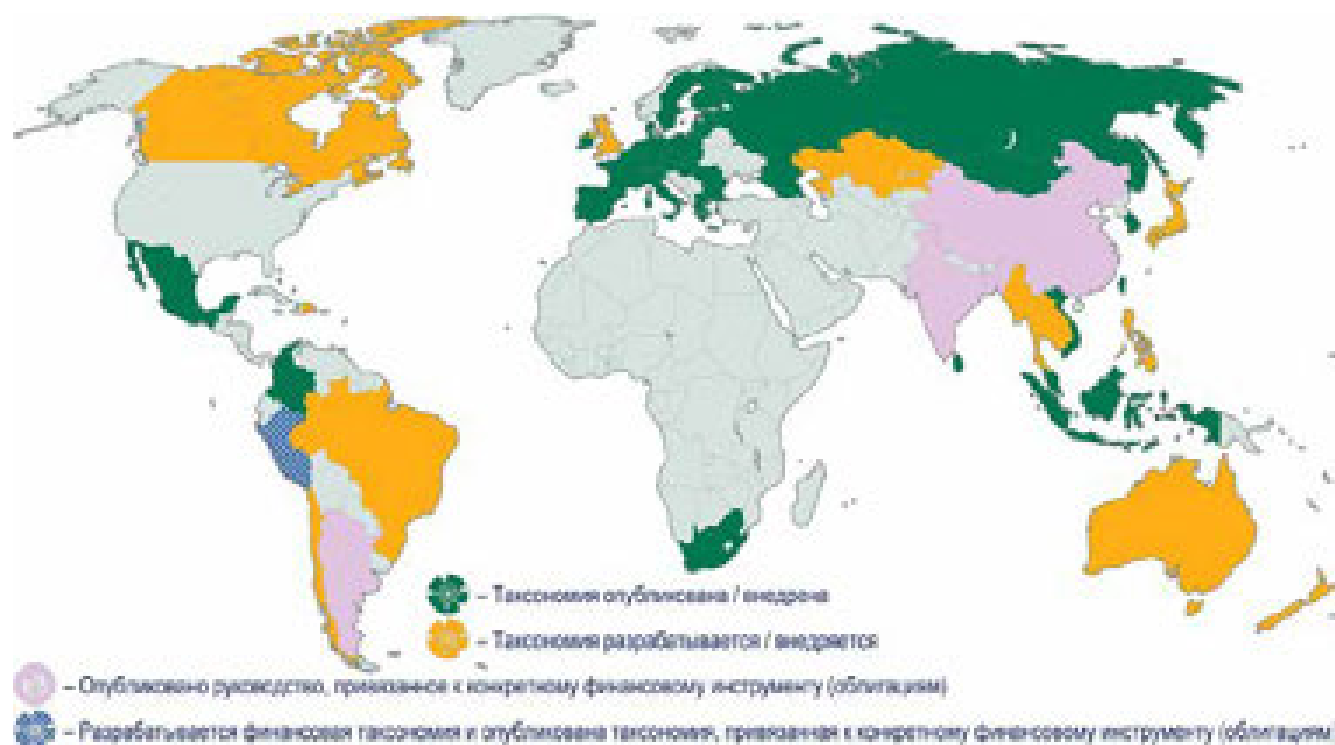 – Таксономия опубликована / внедрена
– Таксономия разрабатывается / внедряется
– Опубликовано руководство, привязанное к конкретному финансовому инструменту (облигациям)
– Разрабатывается финансовая таксономия и опубликована таксономия, привязанная к конкретному финансовому инструменту (облигациям)